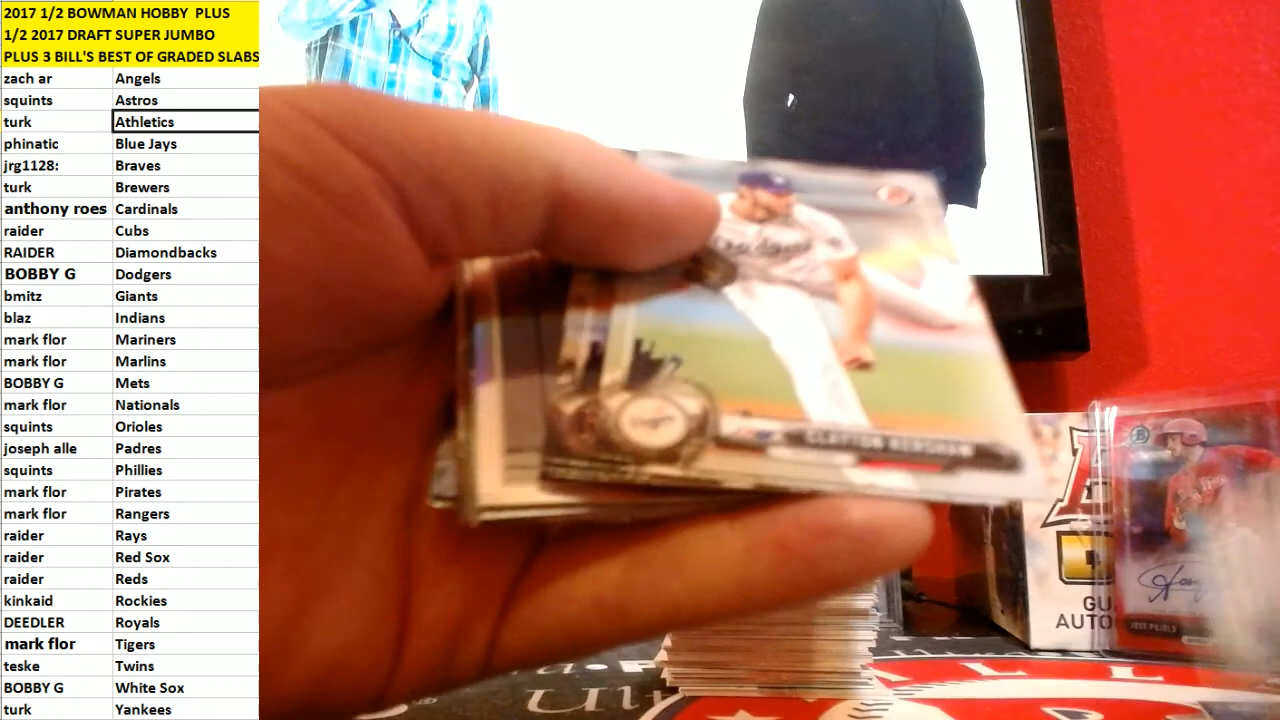 2017 1/2 BOWMAN HOBBY PLUS
1/2 2017 DRAFT SUPER JUMBO
PLUS 3 BILL'S BEST OF GRADED SLABS
zach ar Angels
squints Astros
turk Athletics
phinatic Blue Jays
jrg1128: Braves
turk Brewers
anthony roes Cardinals
raider Cubs
RAIDER Diamondbacks
BOBBY G Dodgers
bmitz Giants
blaz Indians
mark flor Mariners
mark flor Marlins
BOBBY G Mets
mark flor Nationals
squints Orioles
joseph alle Padres
squints Phillies
mark flor Pirates
mark flor Rangers
raider Rays
raider Red Sox
raider Reds
kinkaid Rockies
DEEDLER Royals
mark flor Tigers
teske Twins
BOBBY G White Sox
turk Yankees
Dodgers
CLAYTON KERSHAW
B
GU
AUTO
JOSE PUJOLS
Ult
A L L